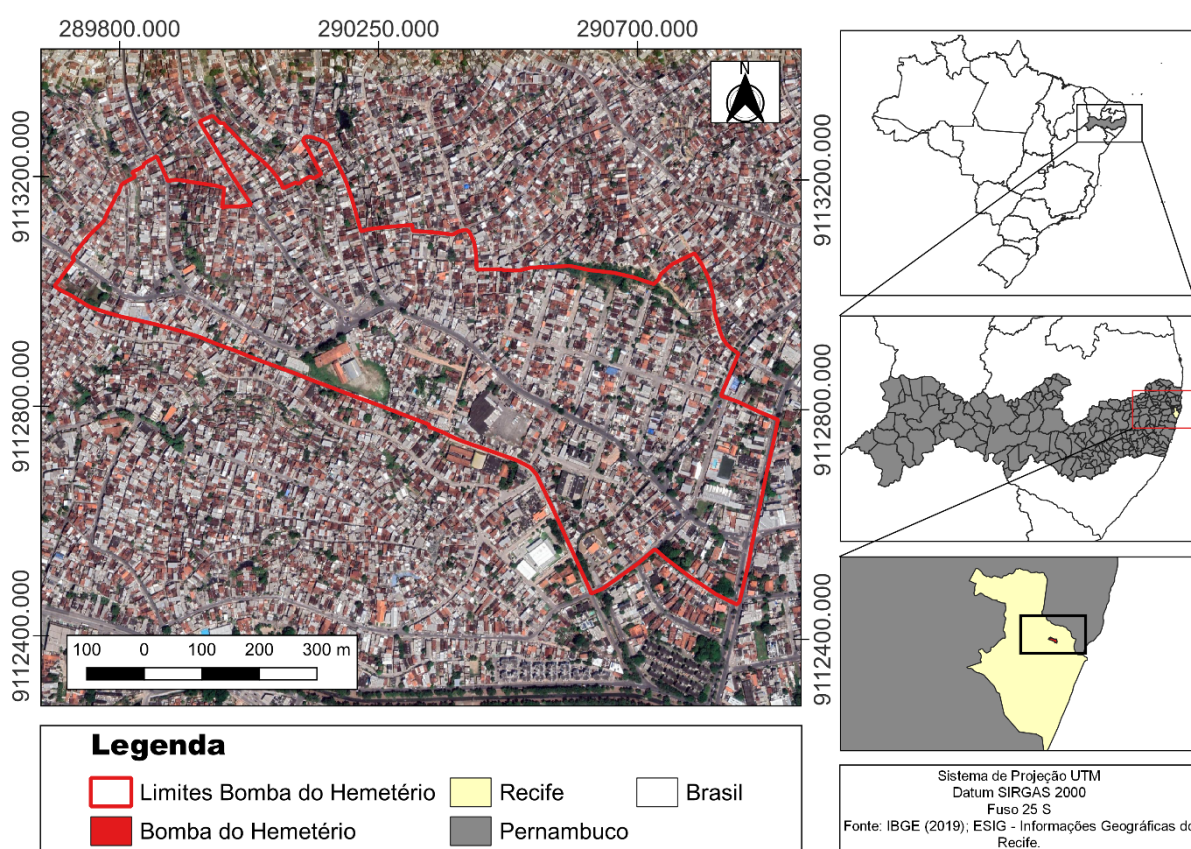 289800.000 290250.000 290700.000
N
9113200.000
9112800.000
9112400.000
9113200.000
9112800.000
9112400.000
100 0 100 200 300 m
Legenda
Limites Bomba do Hemetério
Bomba do Hemetério
Recife
Pernambuco
Brasil
Sistema de Projeção UTM
Datum SIRGAS 2000
Fuso 25 S
Fonte: IBGE (2019); ESIG - Informações Geográficas do
Recife.